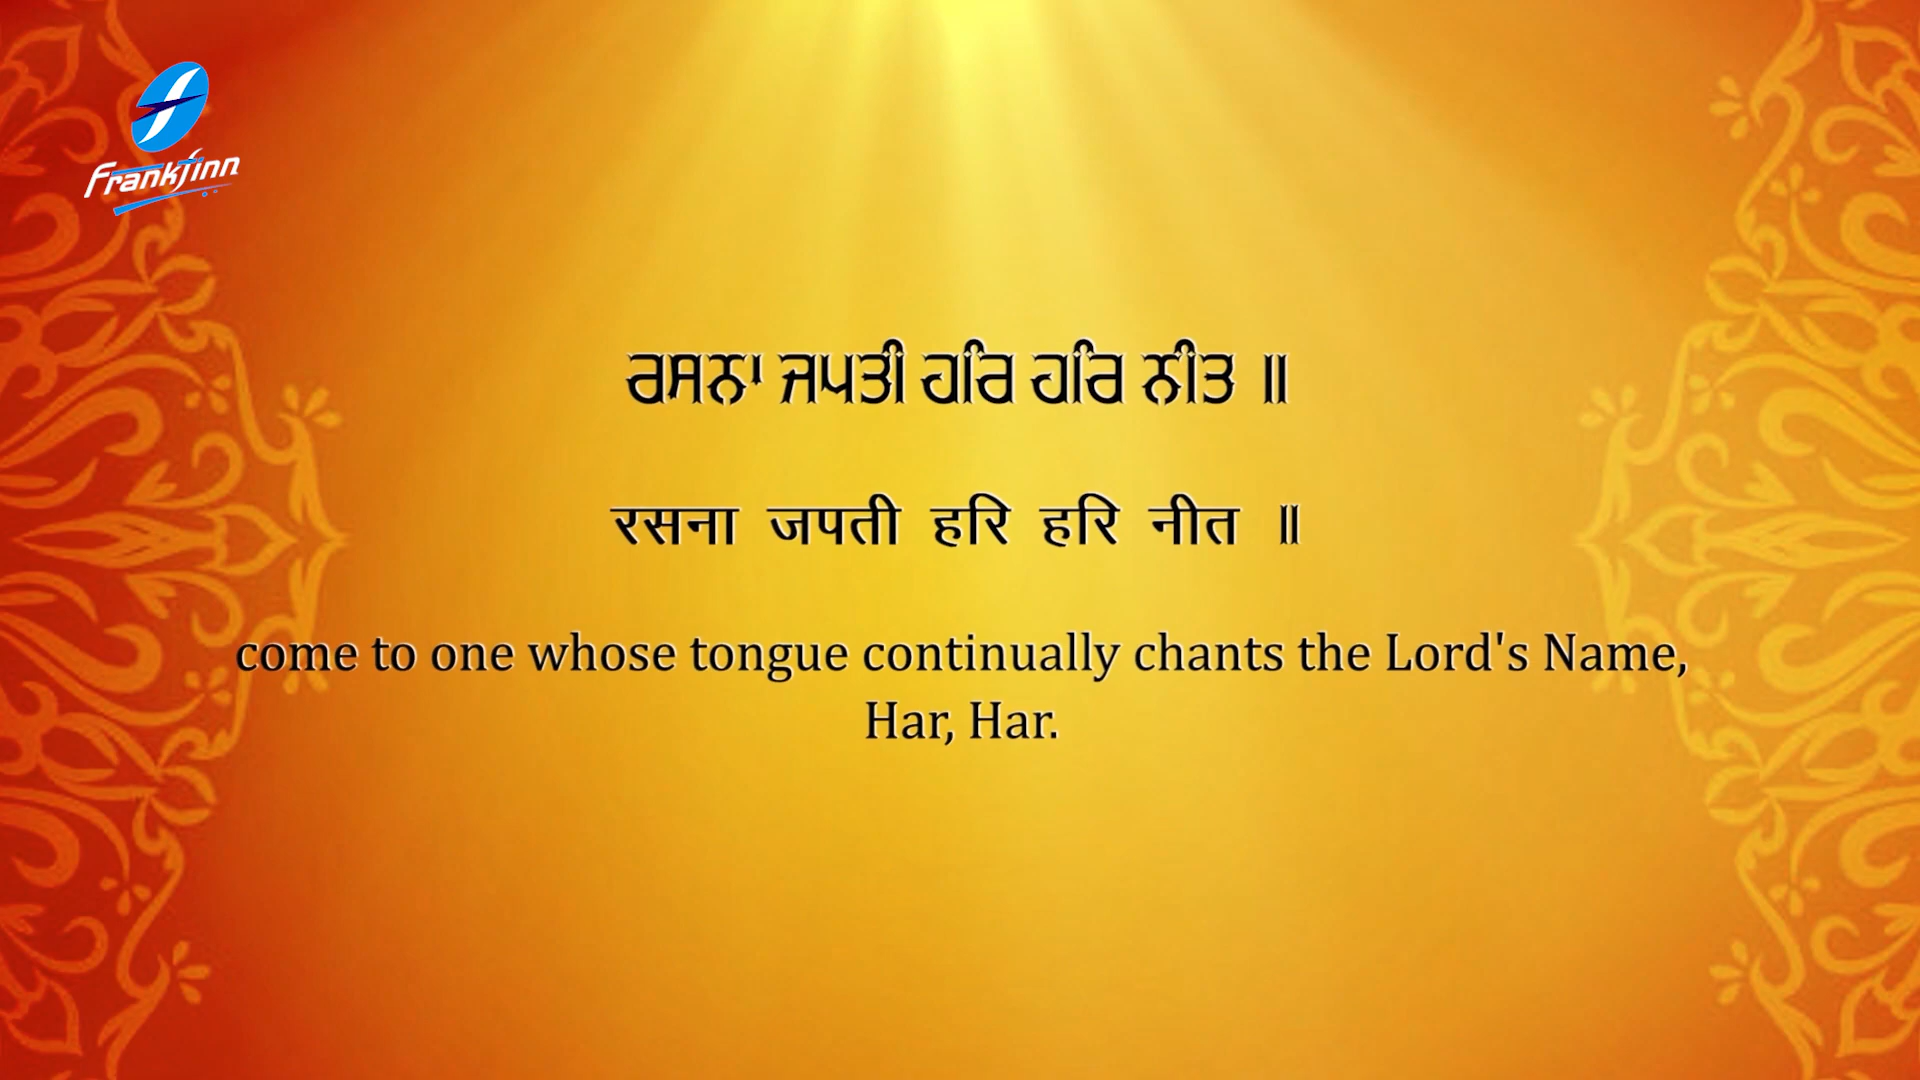 Frankfinn
ਰਸਨਾ ਜਪਤੀ ਹਰਿ ਹਰਿ ਨੀਤ ॥
रसना जपती हरि हरि नीत ॥
come to one whose tongue continually chants the Lord's Name,
Har, Har.